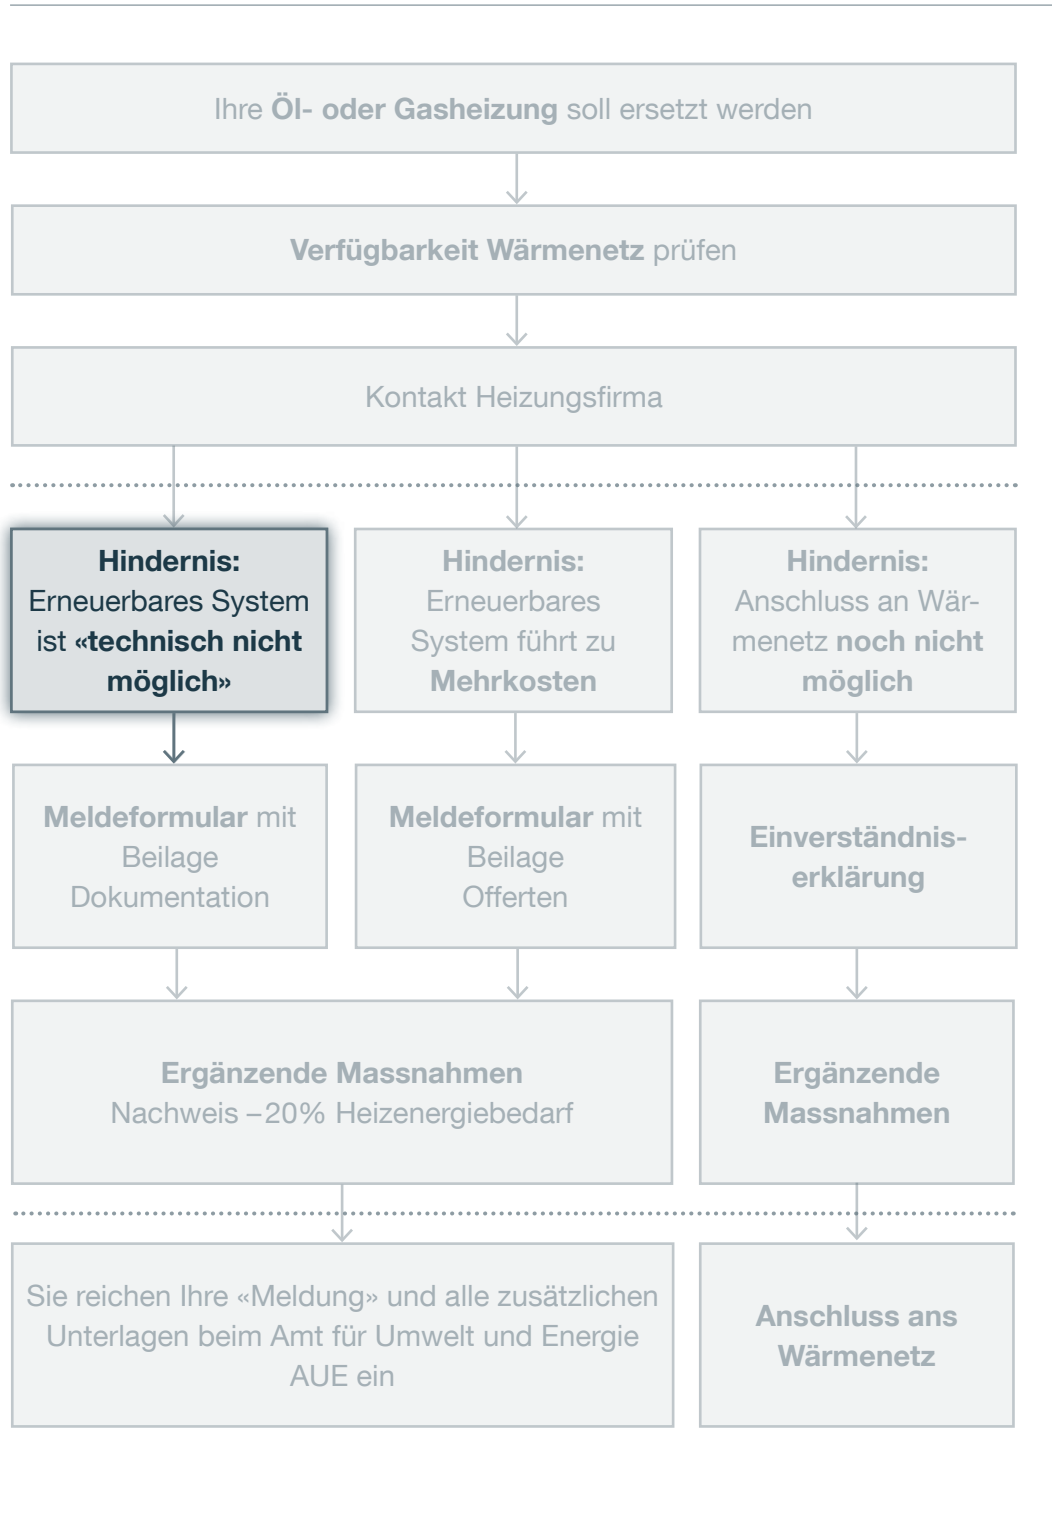 Ihre Öl- oder Gasheizung soll ersetzt werden
Verfügbarkeit Wärmenetz prüfen
Kontakt Heizungsfirma
Hindernis:
Erneuerbares System
ist «technisch nicht
möglich»
Hindernis:
Erneuerbares
System führt zu
Mehrkosten
Hindernis:
Anschluss an Wär-
menetz noch nicht
möglich
Meldeformular mit
Beilage
Dokumentation
Meldeformular mit
Beilage
Offerten
Einverständnis-
erklärung
Ergänzende Massnahmen
Nachweis –20% Heizenergiebedarf
Ergänzende
Massnahmen
Sie reichen Ihre «Meldung» und alle zusätzlichen
Unterlagen beim Amt für Umwelt und Energie
AUE ein
Anschluss ans
Wärmenetz